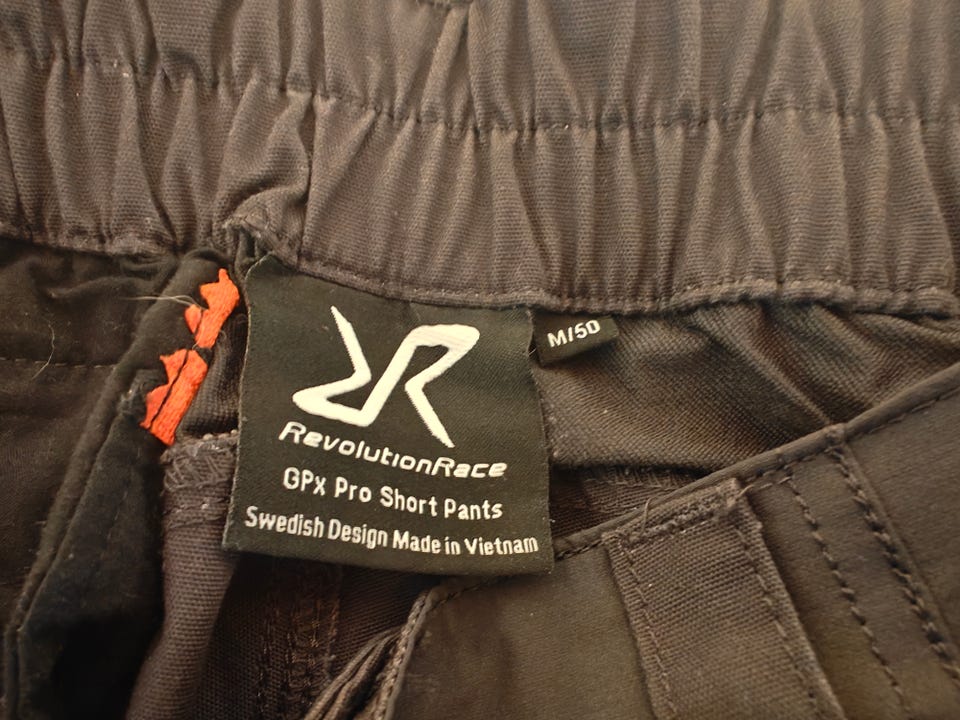 M/50
RevolutionRace
GPx Pro Short Pants
Swedish Design Made in Vietnam